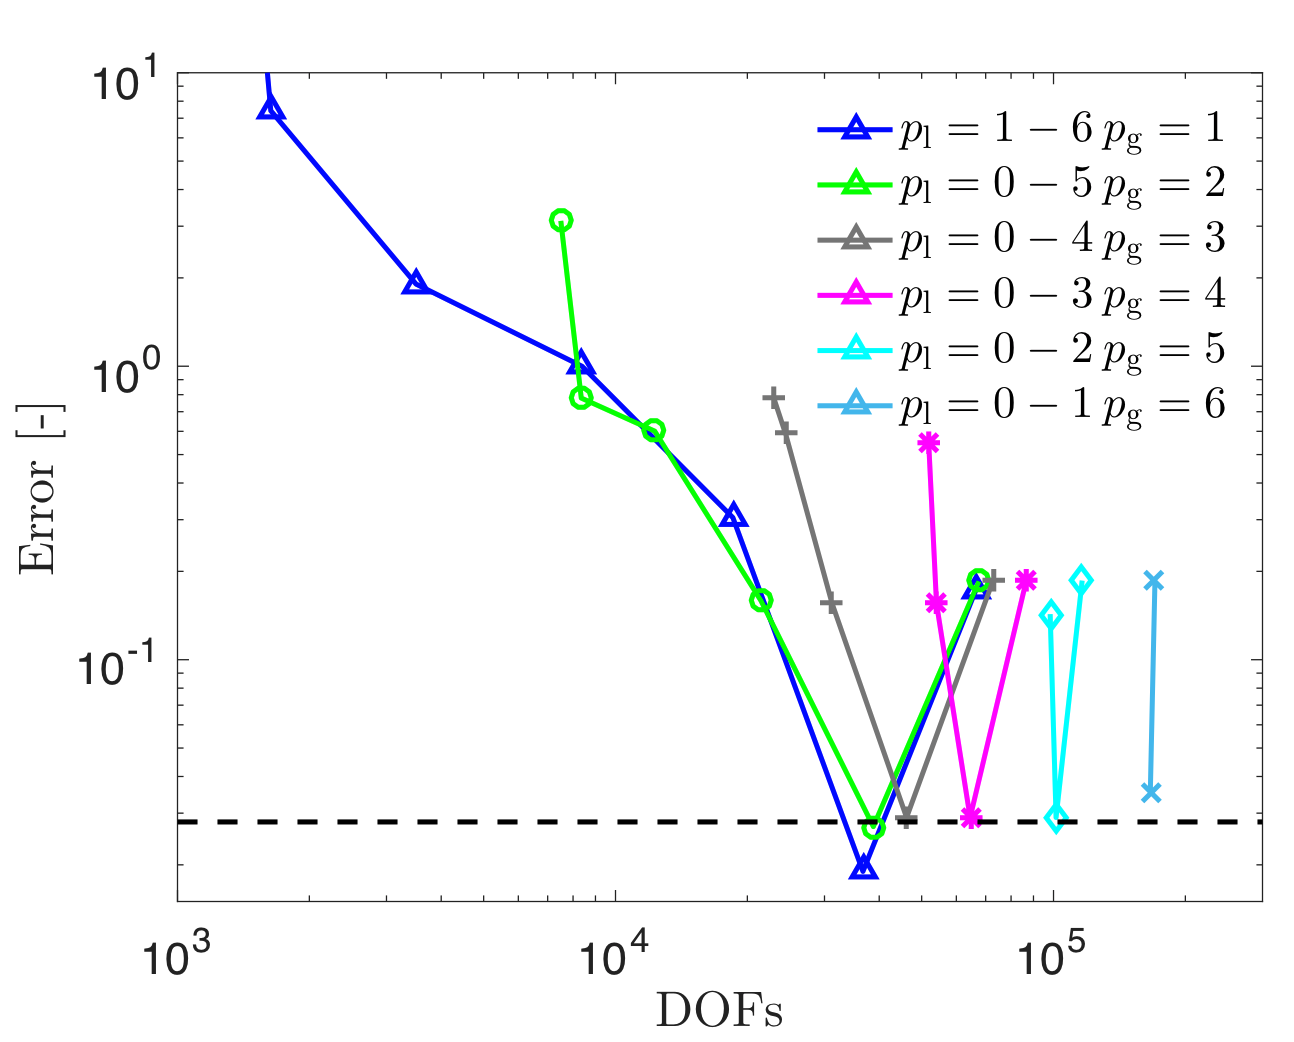 10^1
10^0
10^-1
Error [-]
p_l = 1 − 6 p_g = 1
p_l = 0 − 5 p_g = 2
p_l = 0 − 4 p_g = 3
p_l = 0 − 3 p_g = 4
p_l = 0 − 2 p_g = 5
p_l = 0 − 1 p_g = 6
10^3
10^4
10^5
DOFs